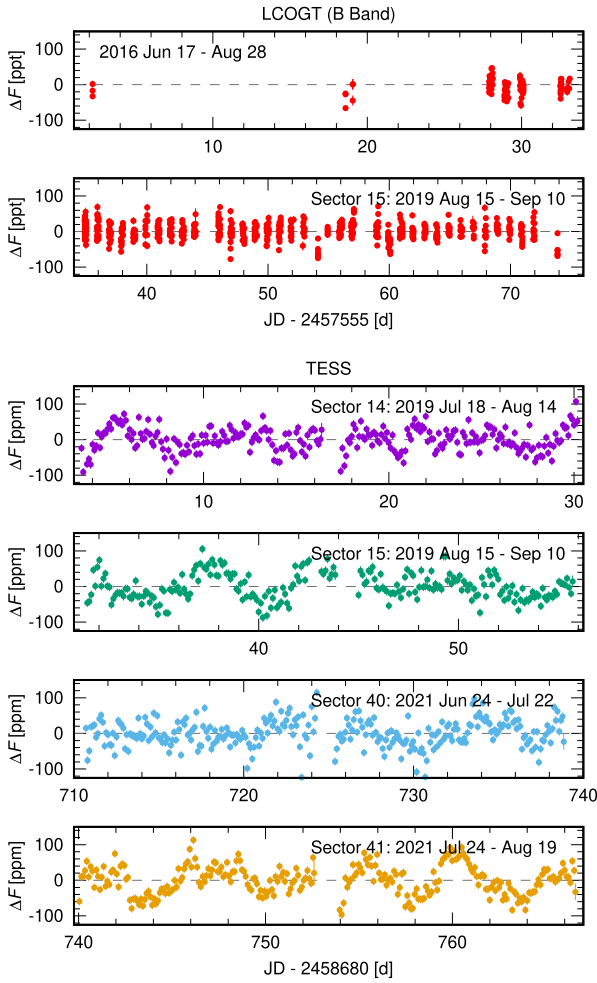 LCOGT (B Band)
ΔF [ppt]
100
0
-100
2016 Jun 17 - Aug 28
10
20
30
ΔF [ppt]
100
0
-100
Sector 15: 2019 Aug 15 - Sep 10
40
50
60
70
JD - 2457555 [d]
TESS
ΔF [ppm]
100
0
-100
Sector 14: 2019 Jul 18 - Aug 14
10
20
30
ΔF [ppm]
100
0
-100
Sector 15: 2019 Aug 15 - Sep 10
40
50
ΔF [ppm]
100
0
-100
Sector 40: 2021 Jun 24 - Jul 22
710
720
730
740
ΔF [ppm]
100
0
-100
Sector 41: 2021 Jul 24 - Aug 19
740
750
760
JD - 2458680 [d]